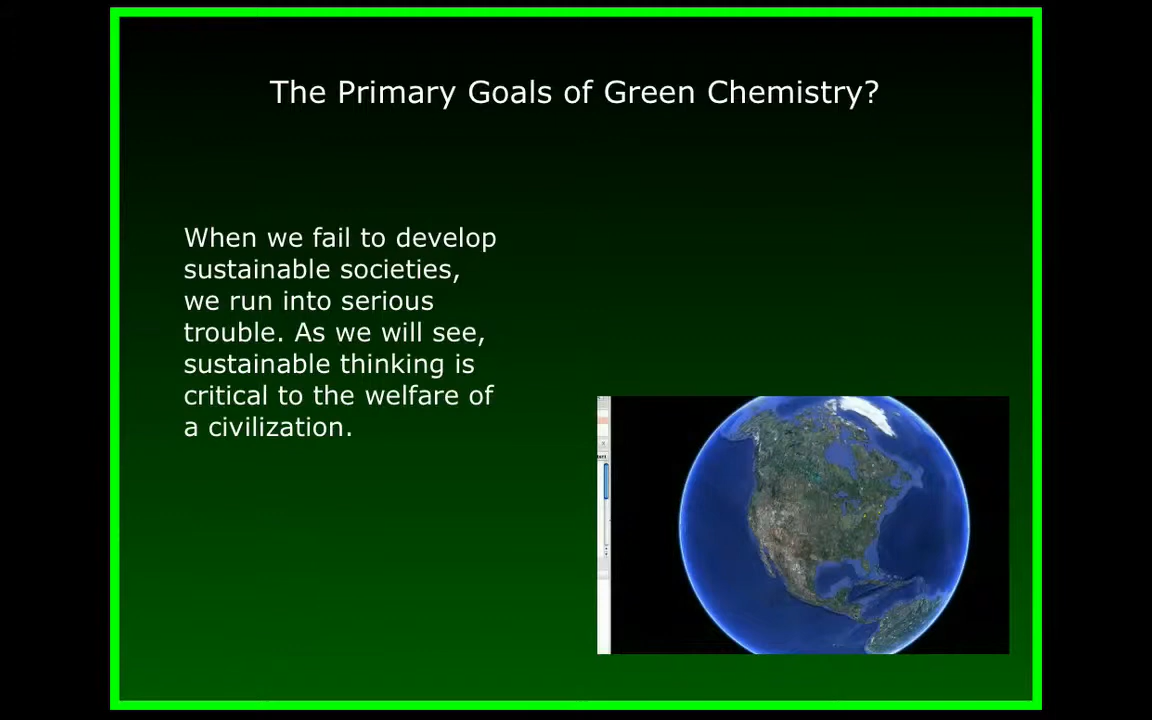 The Primary Goals of Green Chemistry?
When we fail to develop
sustainable societies,
we run into serious
trouble. As we will see,
sustainable thinking is
critical to the welfare of
a civilization.